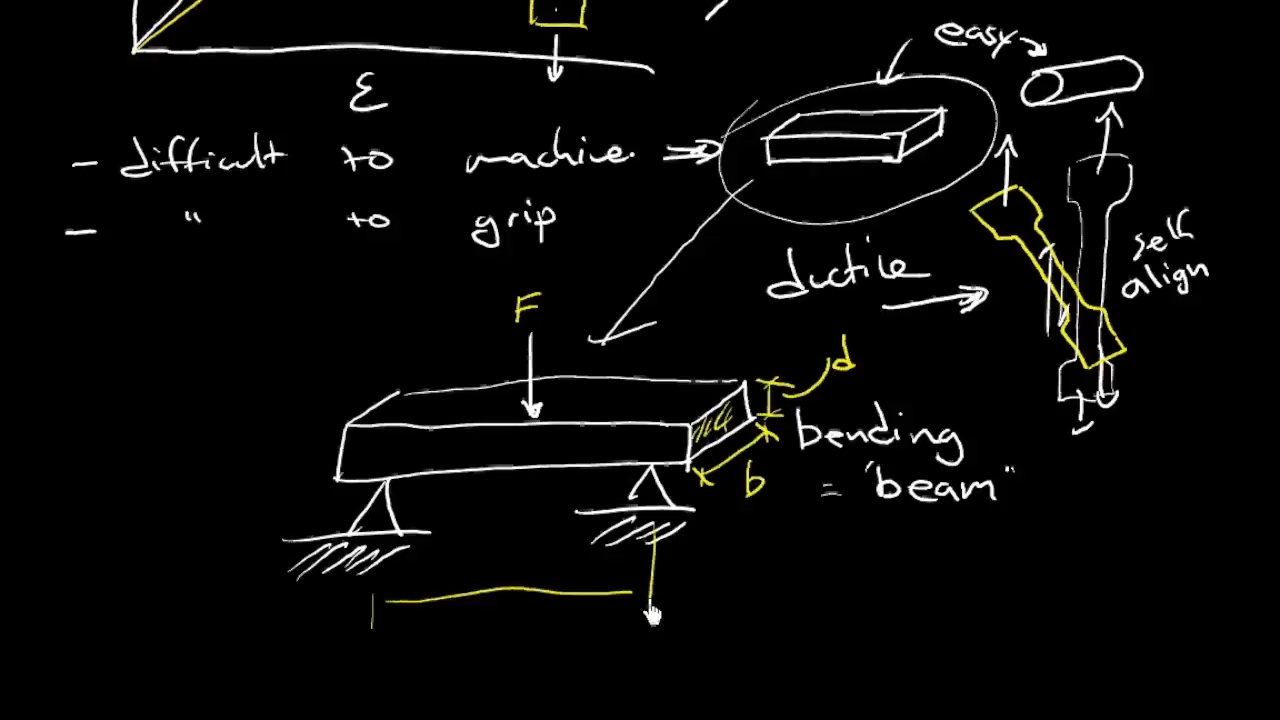 ε
easy
- difficult to machine.
- " to grip
ductile
self
align
F
d
bending
= "beam"
b